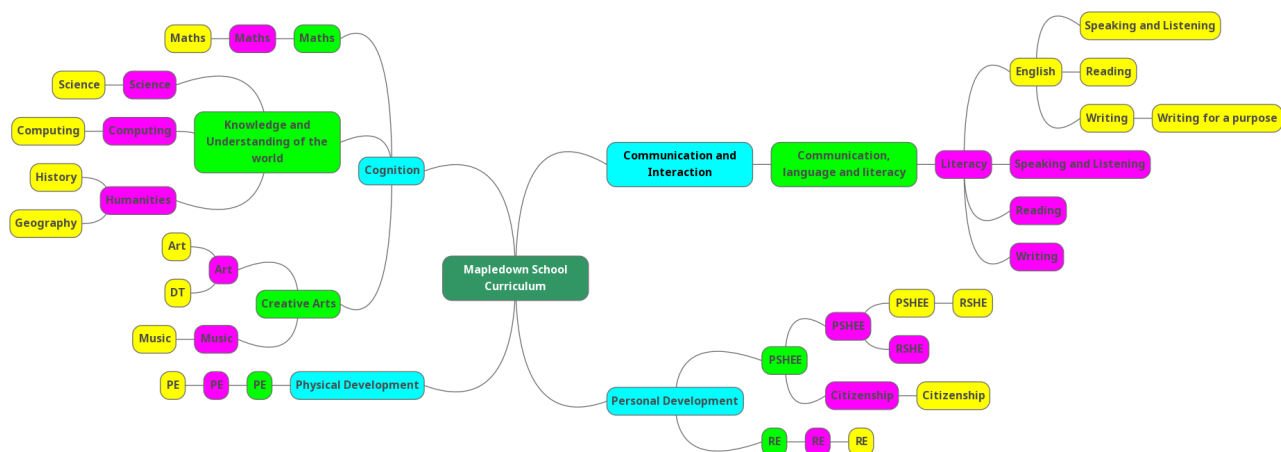 Mapledown School
Curriculum
Cognition
Maths
Maths
Maths
Knowledge and
Understanding of the
world
Science
Science
Computing
Computing
Humanities
History
Geography
Creative Arts
Art
Art
DT
Music
Music
Physical Development
PE
PE
PE
Communication and
Interaction
Communication,
language and literacy
Literacy
English
Speaking and Listening
Reading
Writing
Writing for a purpose
Speaking and Listening
Reading
Writing
Personal Development
PSHEE
PSHEE
PSHEE
RSHE
RSHE
Citizenship
Citizenship
RE
RE
RE